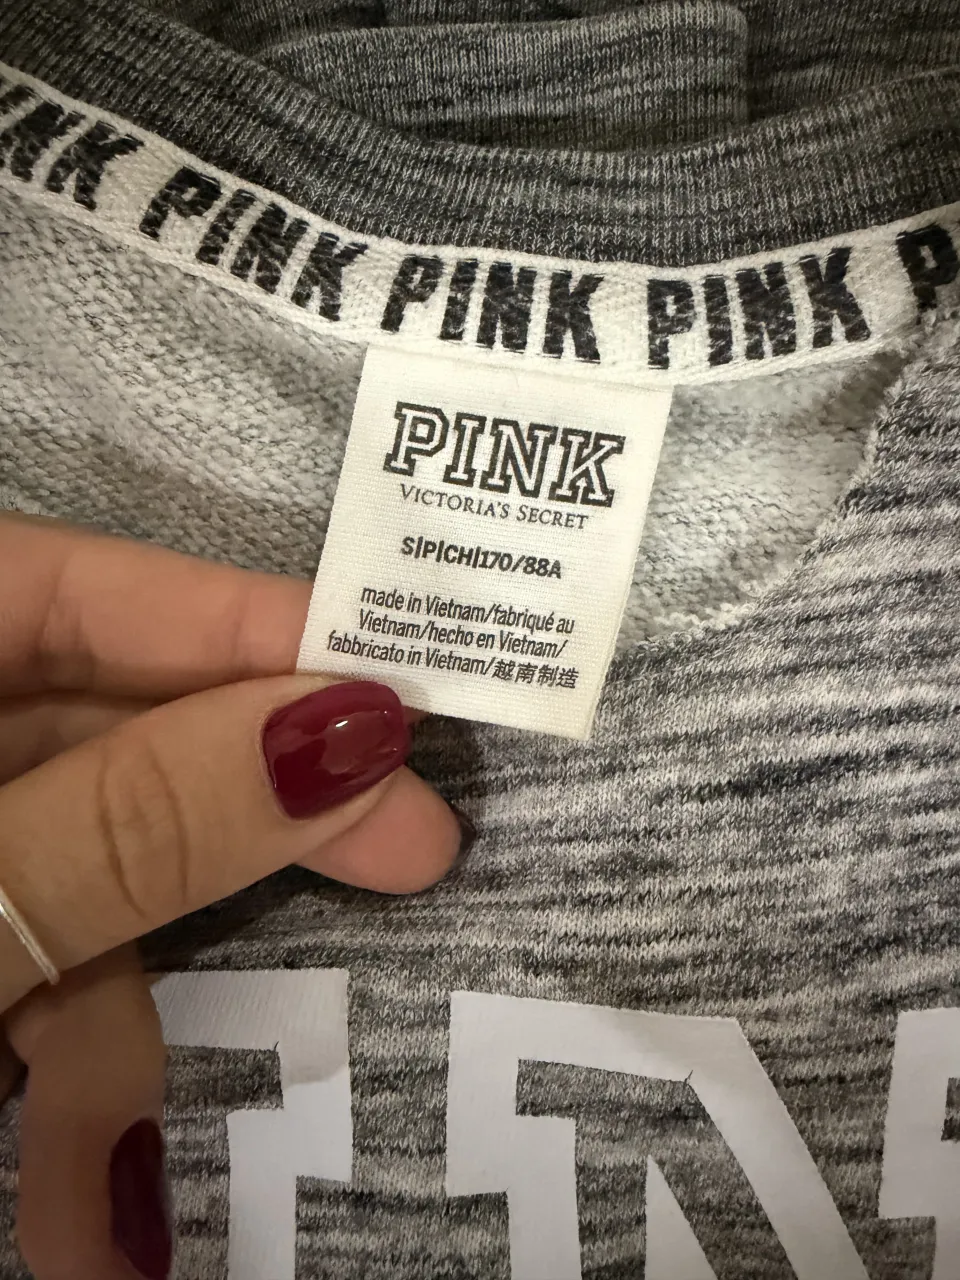 PINK PINK PINK PINK P
PINK
VICTORIA'S SECRET
S|P|CH|170/88A
made in Vietnam/fabriqué au
Vietnam/hecho en Vietnam/
fabbricato in Vietnam/越南制造
IN